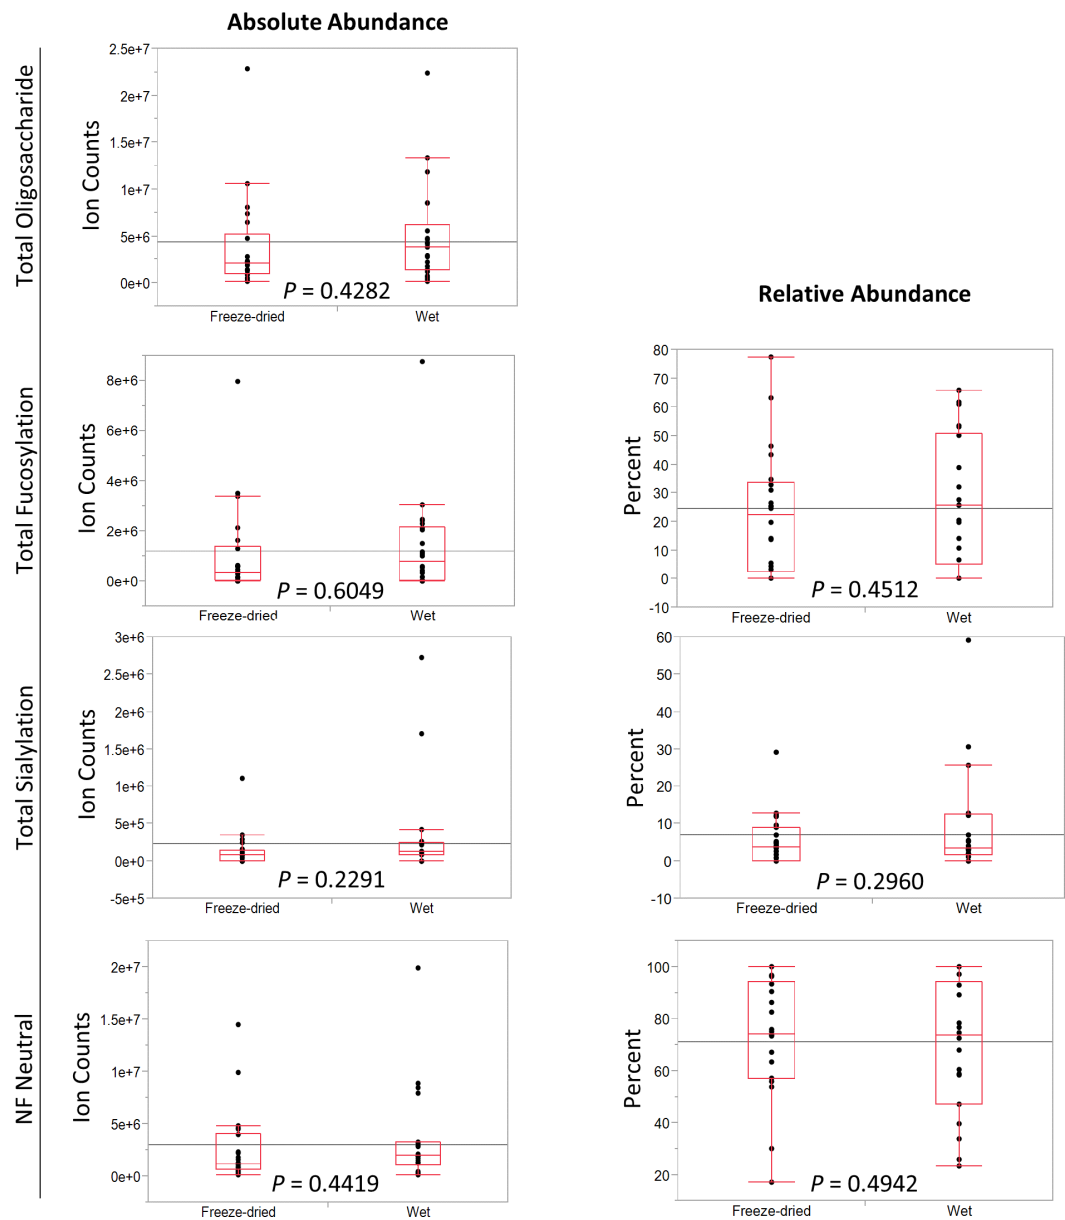 Absolute Abundance
Total Oligosaccharide
Ion Counts
2.5e+7
2e+7
1.5e+7
1e+7
5e+6
0e+0
P = 0.4282
Freeze-dried
Wet
Relative Abundance
Total Fucosylation
Ion Counts
8e+6
6e+6
4e+6
2e+6
0e+0
P = 0.6049
Freeze-dried
Wet
Percent
80
70
60
50
40
30
20
10
0
-10
P = 0.4512
Freeze-dried
Wet
Total Sialylation
Ion Counts
3e+6
2.5e+6
2e+6
1.5e+6
1e+6
5e+5
0e+0
-5e+5
P = 0.2291
Freeze-dried
Wet
Percent
60
50
40
30
20
10
0
-10
P = 0.2960
Freeze-dried
Wet
NF Neutral
Ion Counts
2e+7
1.5e+7
1e+7
5e+6
0e+0
P = 0.4419
Freeze-dried
Wet
Percent
100
80
60
40
20
P = 0.4942
Freeze-dried
Wet